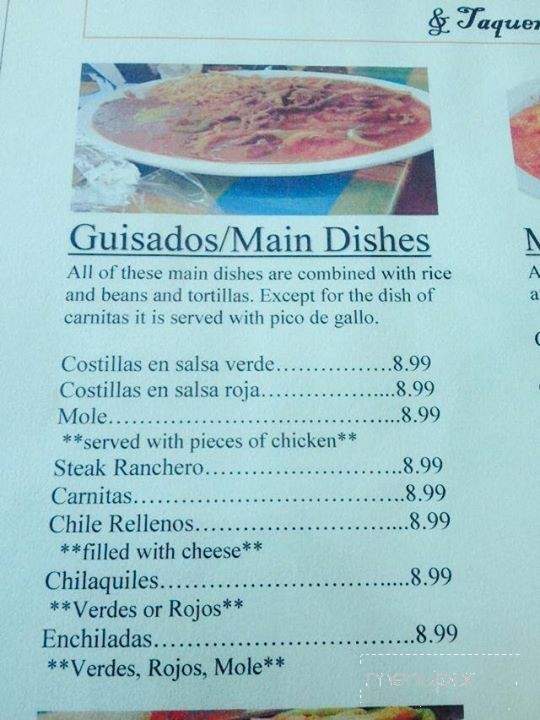 & Taquer
Guisados/Main Dishes
All of these main dishes are combined with rice
and beans and tortillas. Except for the dish of
carnitas it is served with pico de gallo.
Costillas en salsa verde................8.99
Costillas en salsa roja...................8.99
Mole.........................................8.99
**served with pieces of chicken**
Steak Ranchero...........................8.99
Carnitas.....................................8.99
Chile Rellenos.............................8.99
**filled with cheese**
Chilaquiles..................................8.99
**Verdes or Rojos**
Enchiladas...................................8.99
**Verdes, Rojos, Mole**
menupix